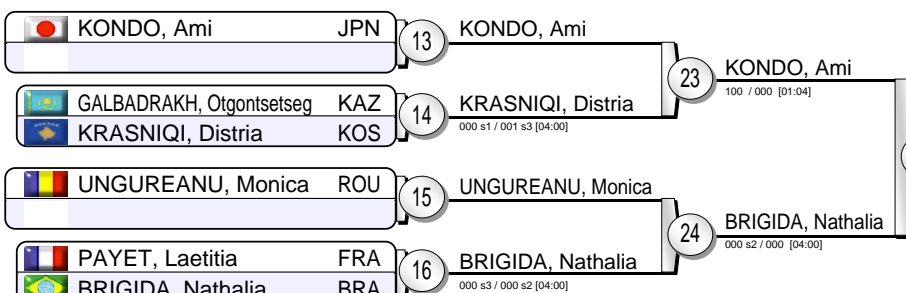 KONDO, Ami JPN
13
KONDO, Ami
GALBADRAKH, Otgontsetseg KAZ
KRASNIQI, Distria KOS
14
KRASNIQI, Distria
000 s1 / 001 s3 [04:00]
23
KONDO, Ami
100 / 000 [01:04]
UNGUREANU, Monica ROU
15
UNGUREANU, Monica
PAYET, Laetitia FRA
BRIGIDA, Nathalia BRA
16
BRIGIDA, Nathalia
000 s3 / 000 s2 [04:00]
24
BRIGIDA, Nathalia
000 s2 / 000 [04:00]